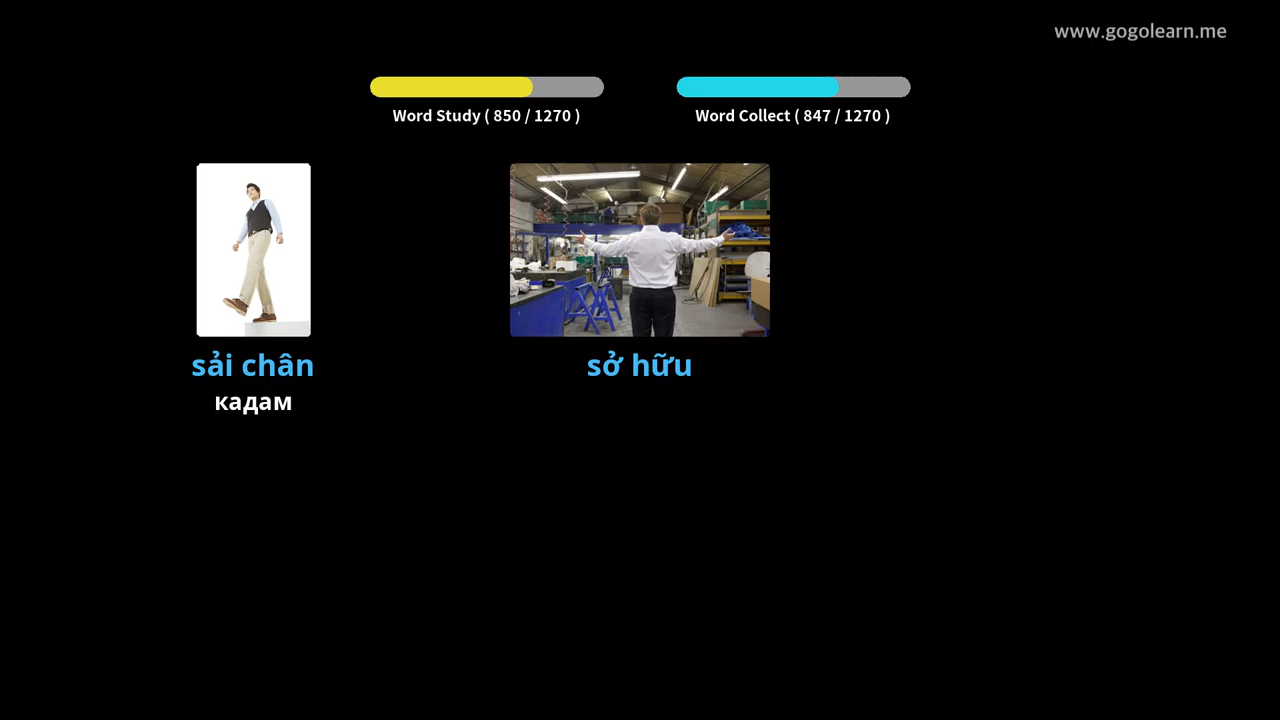 www.gogolearn.me
Word Study ( 850 / 1270 )
Word Collect ( 847 / 1270 )
sải chân
кадам
sở hữu